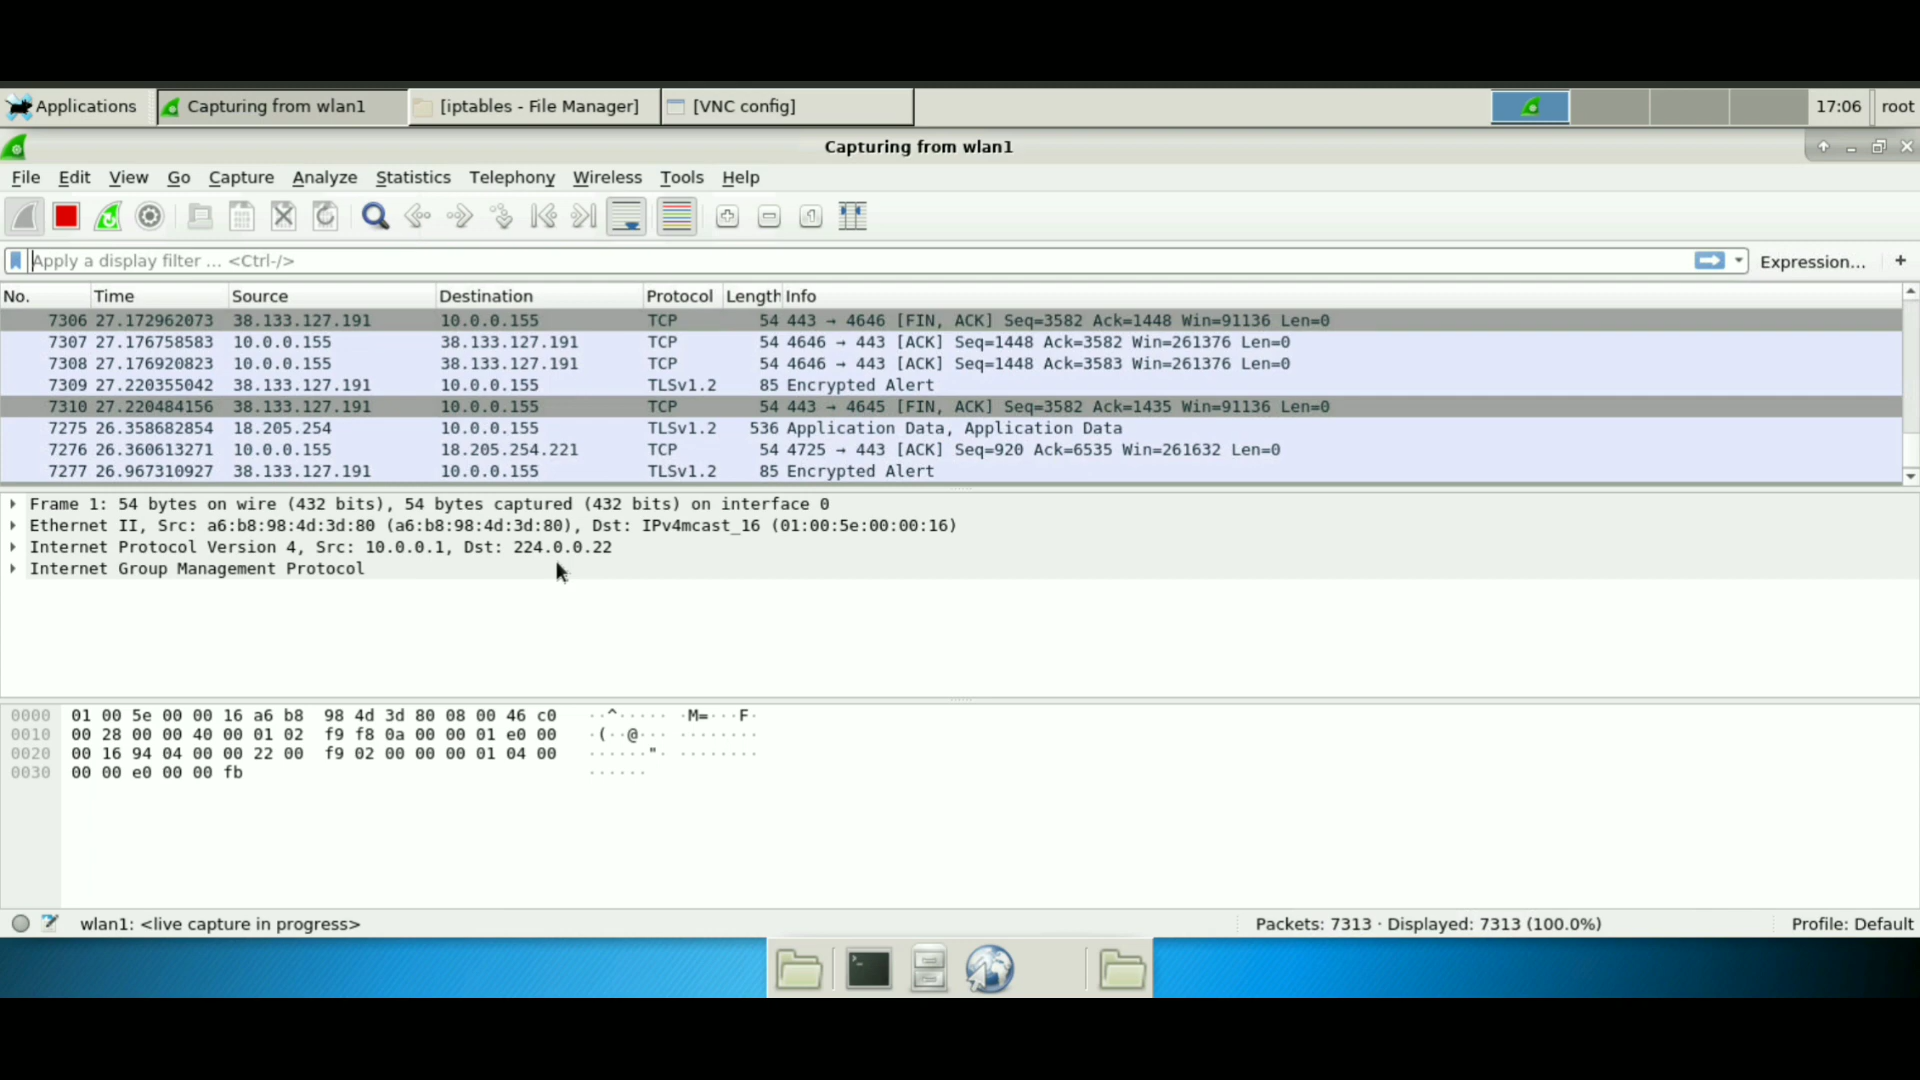 Applications Capturing from wlan1 [iptables - File Manager] [VNC config] 17:06 root
Capturing from wlan1
File Edit View Go Capture Analyze Statistics Telephony Wireless Tools Help
Apply a display filter ... <Ctrl-/> Expression... +
No. Time Source Destination Protocol Length Info
7306 27.172962073 38.133.127.191 10.0.0.155 TCP 54 443 → 4646 [FIN, ACK] Seq=3582 Ack=1448 Win=91136 Len=0
7307 27.176758583 10.0.0.155 38.133.127.191 TCP 54 4646 → 443 [ACK] Seq=1448 Ack=3582 Win=261376 Len=0
7308 27.176920823 10.0.0.155 38.133.127.191 TCP 54 4646 → 443 [ACK] Seq=1448 Ack=3583 Win=261376 Len=0
7309 27.220355042 38.133.127.191 10.0.0.155 TLSv1.2 85 Encrypted Alert
7310 27.220484156 38.133.127.191 10.0.0.155 TCP 54 443 → 4645 [FIN, ACK] Seq=3582 Ack=1435 Win=91136 Len=0
7275 26.358682854 18.205.254 10.0.0.155 TLSv1.2 536 Application Data, Application Data
7276 26.360613271 10.0.0.155 18.205.254.221 TCP 54 4725 → 443 [ACK] Seq=920 Ack=6535 Win=261632 Len=0
7277 26.967310927 38.133.127.191 10.0.0.155 TLSv1.2 85 Encrypted Alert
Frame 1: 54 bytes on wire (432 bits), 54 bytes captured (432 bits) on interface 0
Ethernet II, Src: a6:b8:98:4d:3d:80 (a6:b8:98:4d:3d:80), Dst: IPv4mcast_16 (01:00:5e:00:00:16)
Internet Protocol Version 4, Src: 10.0.0.1, Dst: 224.0.0.22
Internet Group Management Protocol
0000 01 00 5e 00 00 16 a6 b8 98 4d 3d 80 08 00 46 c0 ··^····· ·M=···F·
0010 00 28 00 00 40 00 01 02 f9 f8 0a 00 00 01 e0 00 ·(··@··· ········
0020 00 16 94 04 00 00 22 00 f9 02 00 00 00 01 04 00 ······"· ········
0030 00 00 e0 00 00 fb ······
wlan1: <live capture in progress> Packets: 7313 · Displayed: 7313 (100.0%) Profile: Default